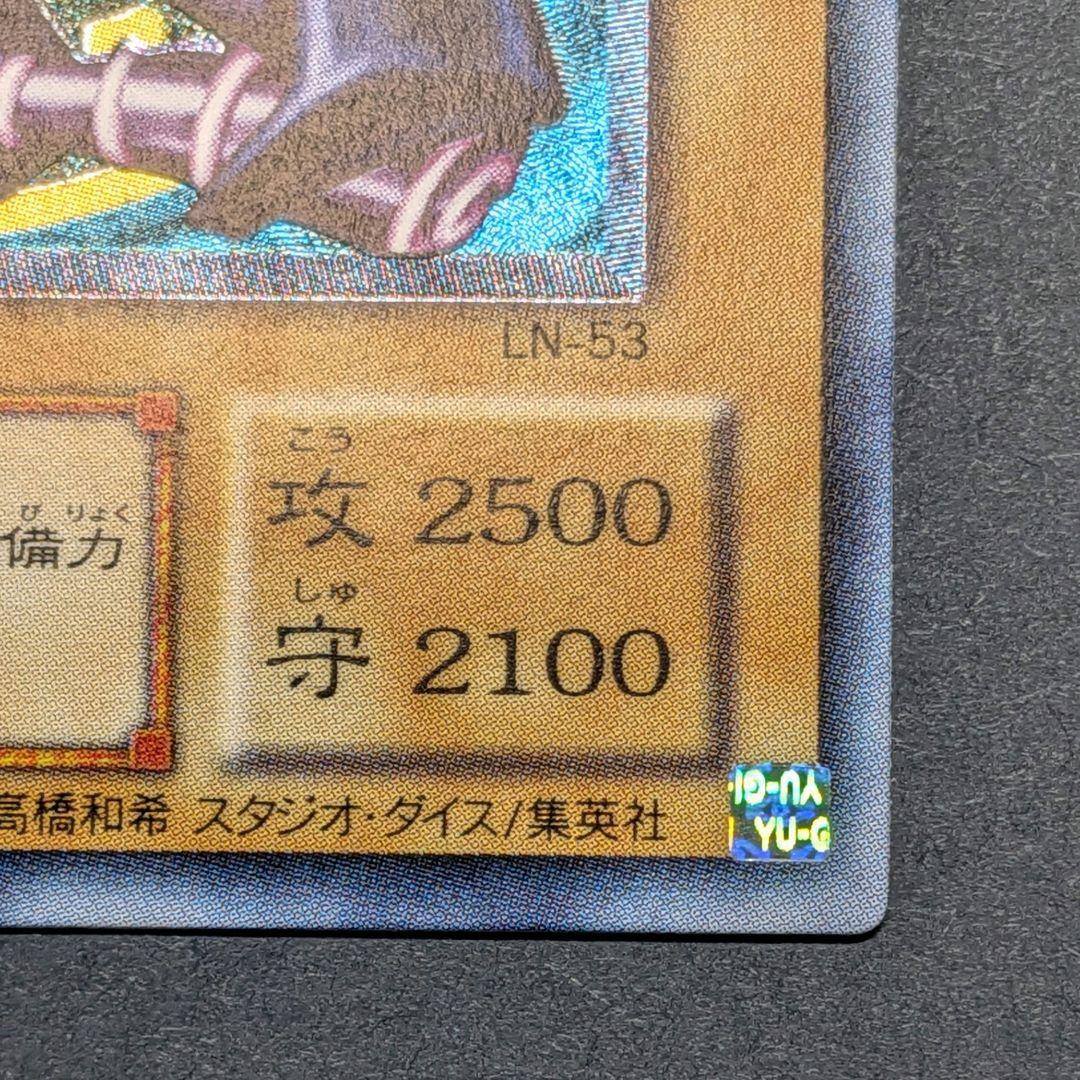 LN-53
こう
攻 2500
しゅ
守 2100
び りょく
備力
高橋和希 スタジオ・ダイス/集英社
YU-GI
YU-G